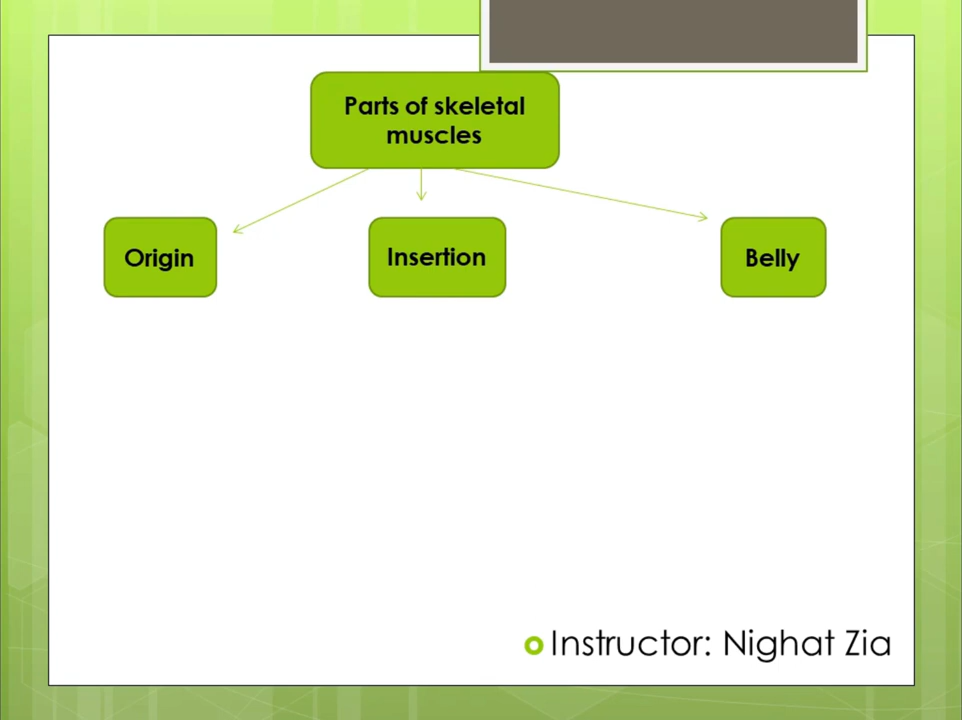 Parts of skeletal
muscles
Origin
Insertion
Belly
Instructor: Nighat Zia